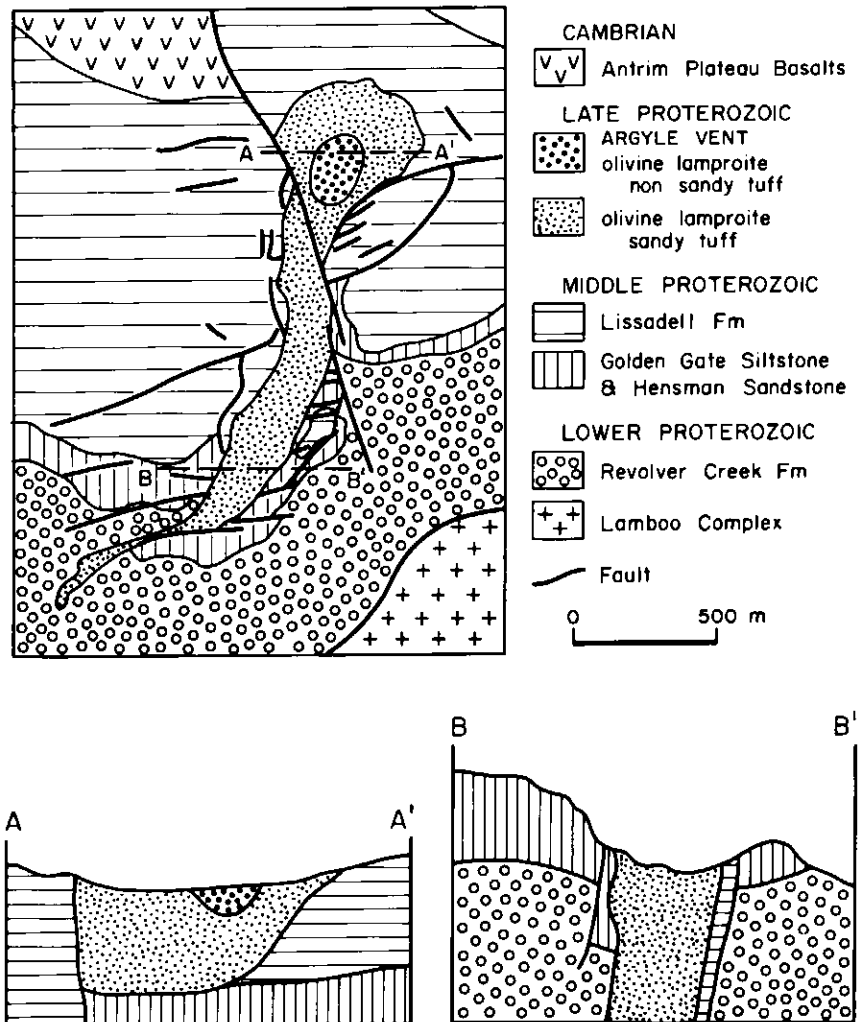 CAMBRIAN
Antrim Plateau Basalts
LATE PROTEROZOIC
ARGYLE VENT
olivine lamproite
non sandy tuff
olivine lamproite
sandy tuff
MIDDLE PROTEROZOIC
Lissadell Fm
Golden Gate Siltstone
& Hensman Sandstone
LOWER PROTEROZOIC
Revolver Creek Fm
Lamboo Complex
Fault
0 500 m
A A'
B B'
A A'
B B'